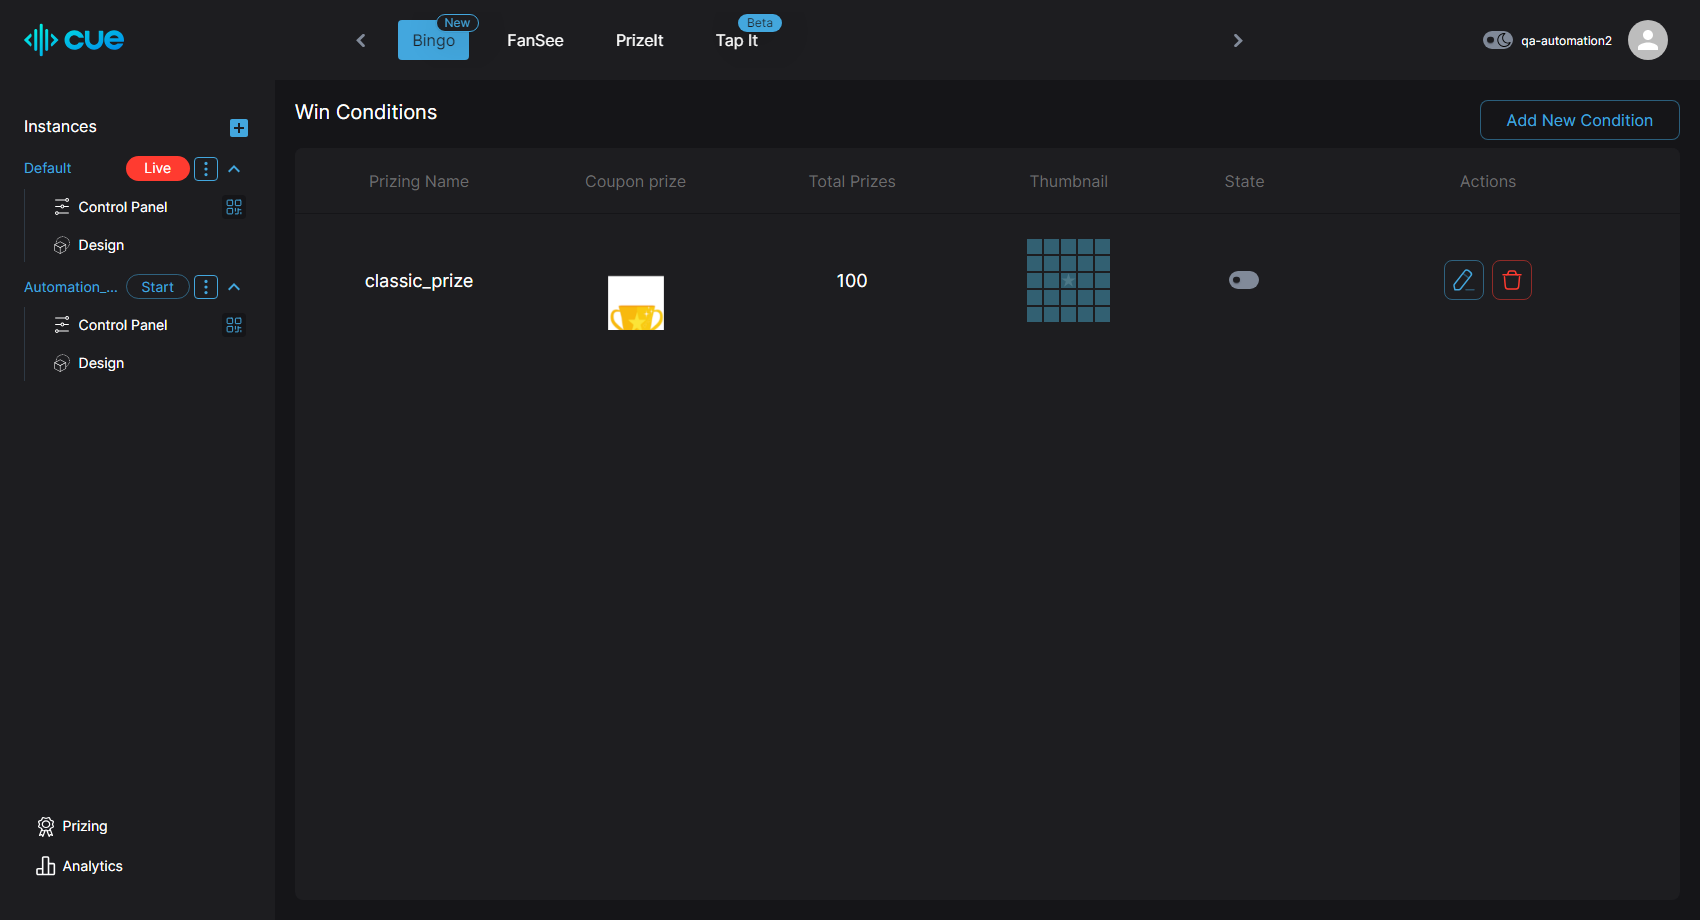 cue
Bingo
New
FanSee
PrizeIt
Tap It
Beta
qa-automation2
Instances
Default
Live
Control Panel
Design
Automation_...
Start
Control Panel
Design
Prizing
Analytics
Win Conditions
Add New Condition
Prizing Name
Coupon prize
Total Prizes
Thumbnail
State
Actions
classic_prize
100